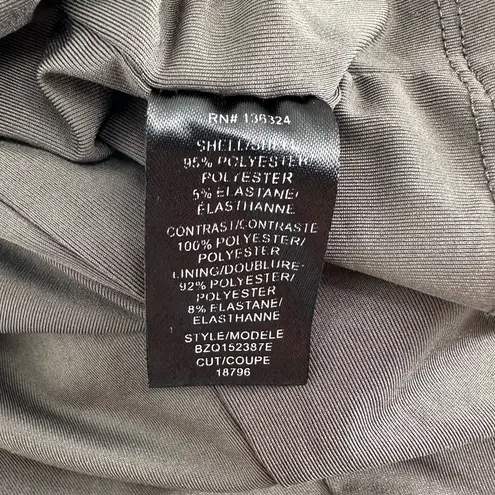 RN# 136324
SHELL/SHELL
95% POLYESTER/
POLYESTER
5% ELASTANE/
ÉLASTHANNE
CONTRAST/CONTRASTE
100% POLYESTER/
POLYESTER
LINING/DOUBLURE:
92% POLYESTER/
POLYESTER
8% ELASTANE/
ELASTHANNE
STYLE/MODELE
BZO152387E
CUT/COUPE
18796